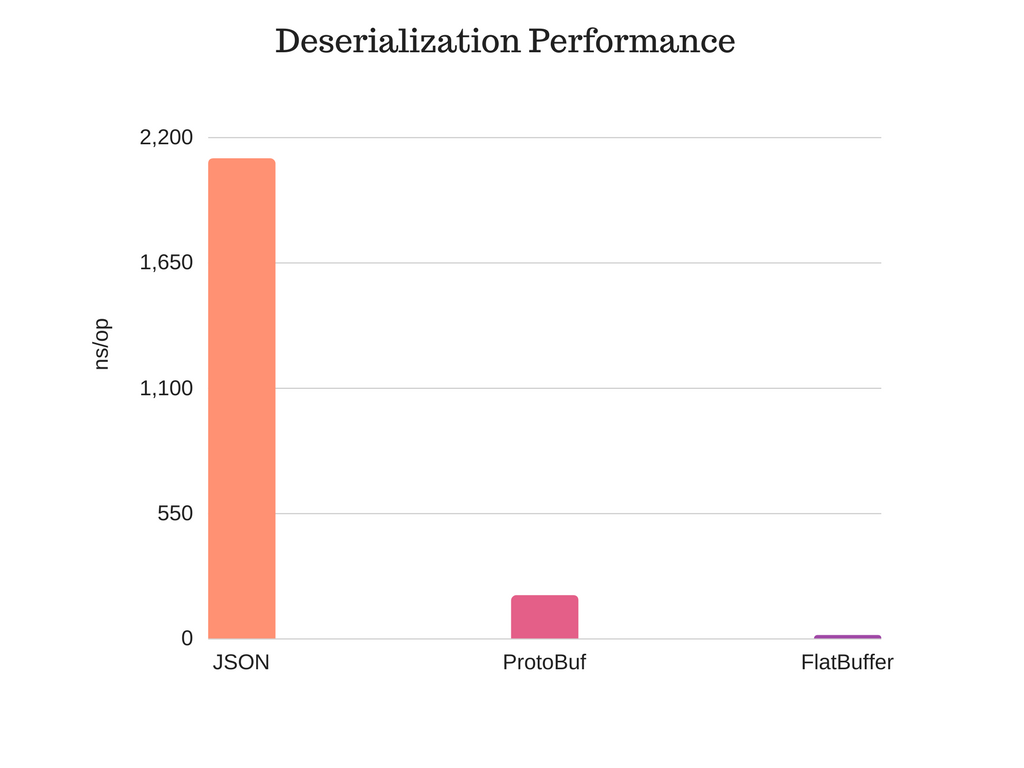 Deserialization Performance
2,200
1,650
1,100
550
0
ns/op
JSON
ProtoBuf
FlatBuffer